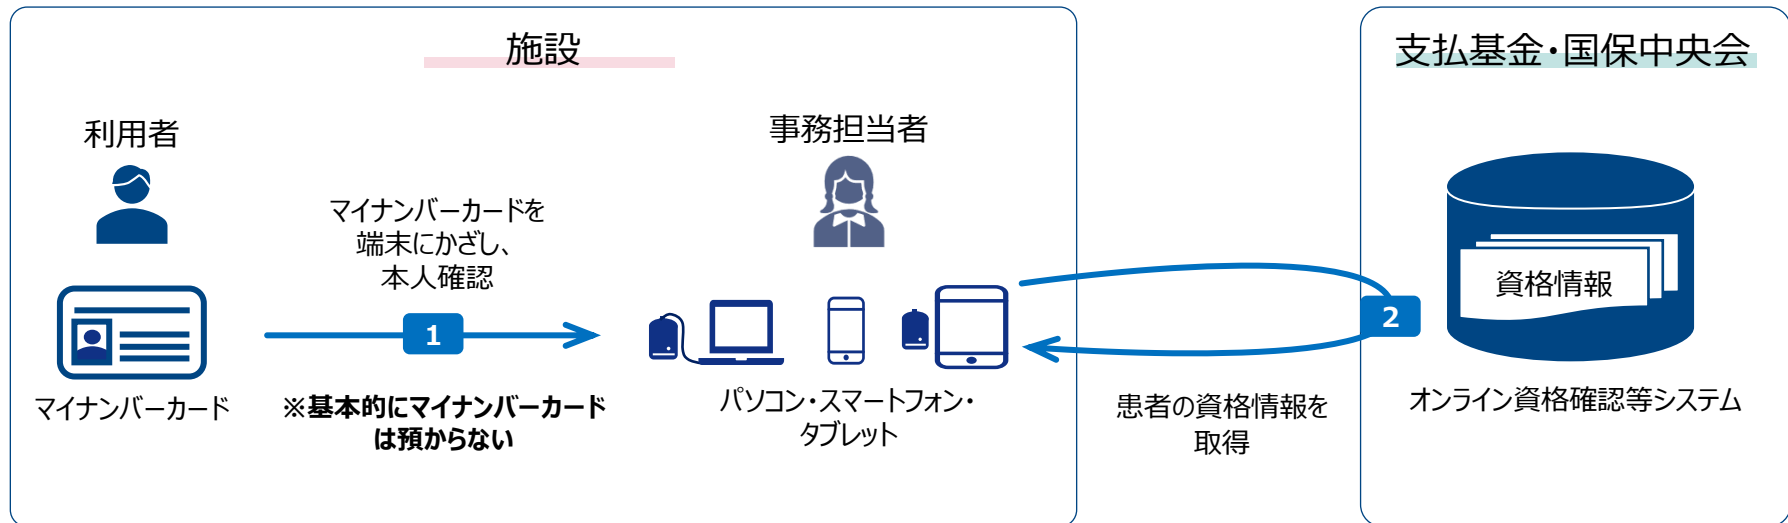 施設
支払基金・国保中央会
利用者
事務担当者
マイナンバーカードを
端末にかざし、
本人確認
1
※基本的にマイナンバーカード
は預からない
マイナンバーカード
パソコン・スマートフォン・
タブレット
2
患者の資格情報を
取得
資格情報
オンライン資格確認等システム